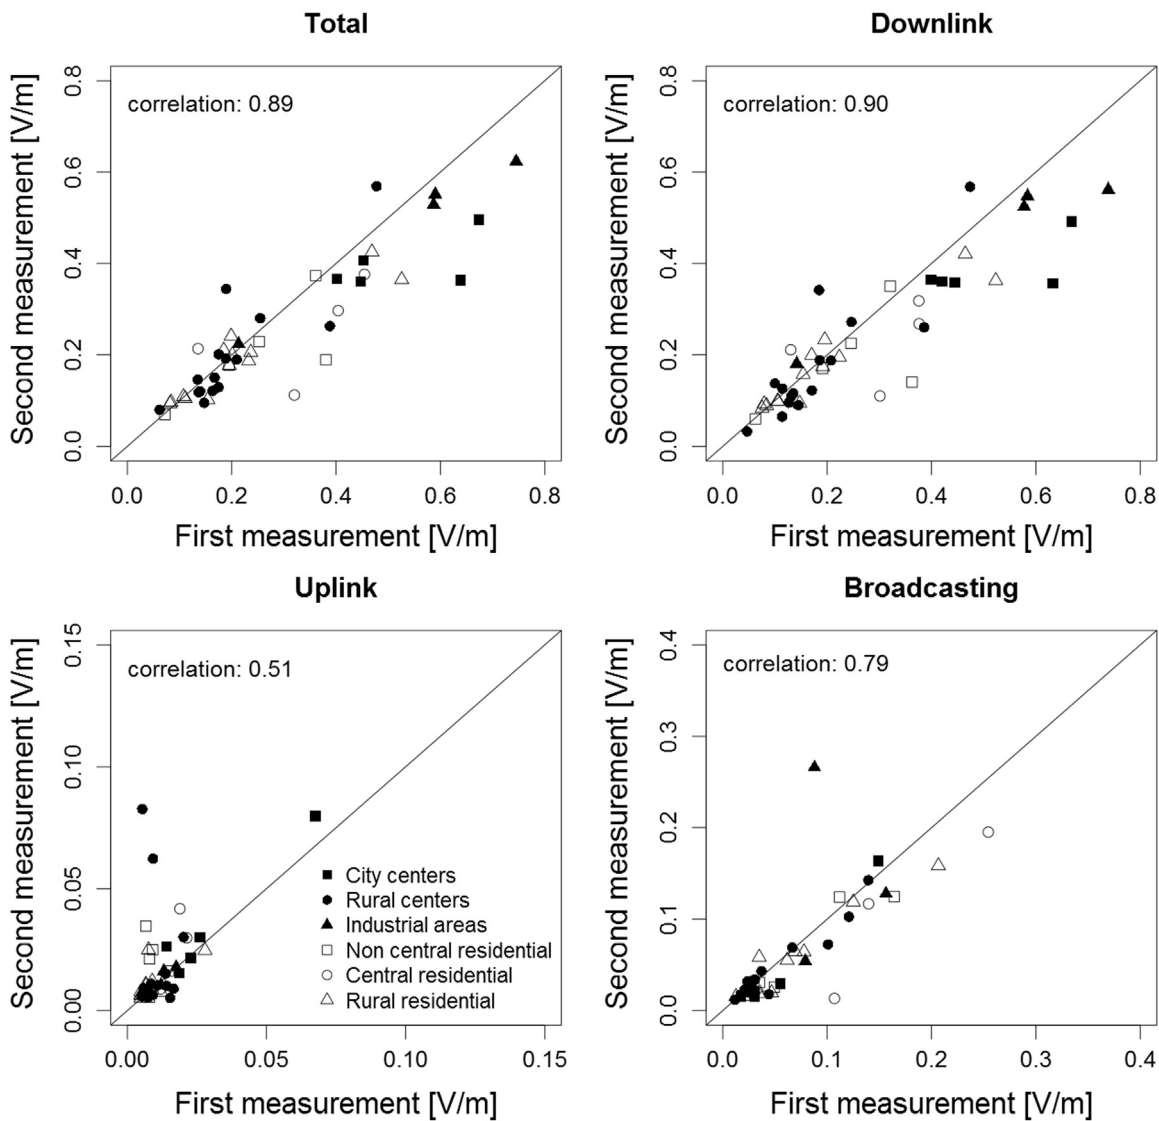 Total
Downlink
correlation: 0.89
correlation: 0.90
Second measurement [V/m]
0.0 0.2 0.4 0.6 0.8
0.0 0.2 0.4 0.6 0.8
First measurement [V/m]
Second measurement [V/m]
0.0 0.2 0.4 0.6 0.8
0.0 0.2 0.4 0.6 0.8
First measurement [V/m]
Uplink
Broadcasting
correlation: 0.51
correlation: 0.79
Second measurement [V/m]
0.00 0.05 0.10 0.15
City centers
Rural centers
Industrial areas
Non central residential
Central residential
Rural residential
0.00 0.05 0.10 0.15
First measurement [V/m]
Second measurement [V/m]
0.0 0.1 0.2 0.3 0.4
0.0 0.1 0.2 0.3 0.4
First measurement [V/m]